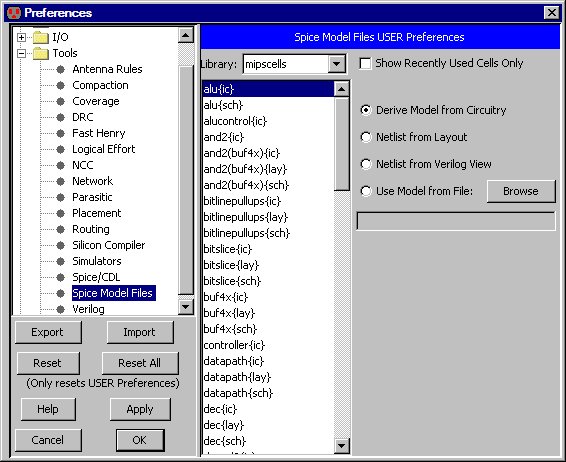 Preferences
I/O
Tools
Antenna Rules
Compaction
Coverage
DRC
Fast Henry
Logical Effort
NCC
Network
Parasitic
Placement
Routing
Silicon Compiler
Simulators
Spice/CDL
Spice Model Files
Verilog
Export
Import
Reset
Reset All
(Only resets USER Preferences)
Help
Apply
Cancel
OK
Spice Model Files USER Preferences
Library:
mipscells
Show Recently Used Cells Only
alu{ic}
alu{sch}
alucontrol{ic}
and2{ic}
and2(buf4x){ic}
and2(buf4x){lay}
and2(buf4x){sch}
bitlinepullups{ic}
bitlinepullups{lay}
bitlinepullups{sch}
bitslice{ic}
bitslice{lay}
bitslice{sch}
buf4x{ic}
buf4x{lay}
buf4x{sch}
controller{ic}
datapath{ic}
datapath{lay}
datapath{sch}
dec{ic}
dec{lay}
dec{sch}
Derive Model from Circuitry
Netlist from Layout
Netlist from Verilog View
Use Model from File:
Browse